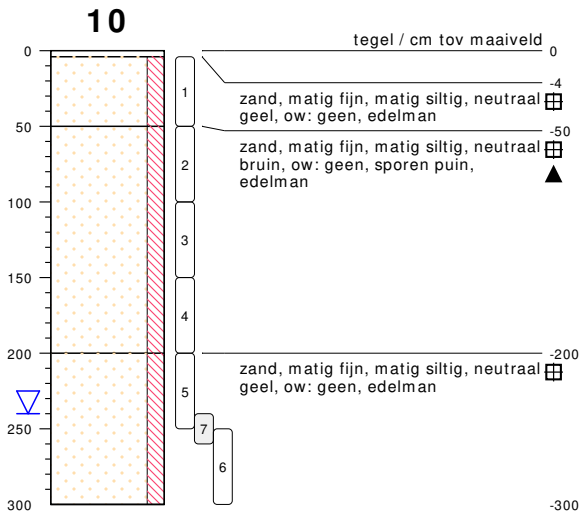 10
tegel / cm tov maaiveld 0
0
-4
1
zand, matig fijn, matig siltig, neutraal
geel, ow: geen, edelman
50
-50
2
zand, matig fijn, matig siltig, neutraal
bruin, ow: geen, sporen puin,
edelman
100
3
150
4
200
-200
5
zand, matig fijn, matig siltig, neutraal
geel, ow: geen, edelman
250
7
6
300
-300